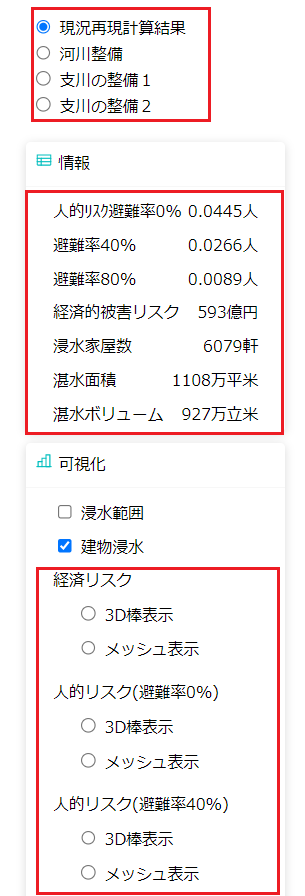 現況再現計算結果
河川整備
支川の整備１
支川の整備２
情報
人的ﾘｽｸ避難率0% 0.0445人
避難率40% 0.0266人
避難率80% 0.0089人
経済的被害リスク 593億円
浸水家屋数 6079軒
湛水面積 1108万平米
湛水ボリューム 927万立米
可視化
浸水範囲
建物浸水
経済リスク
3D棒表示
メッシュ表示
人的リスク(避難率0%)
3D棒表示
メッシュ表示
人的リスク(避難率40%)
3D棒表示
メッシュ表示